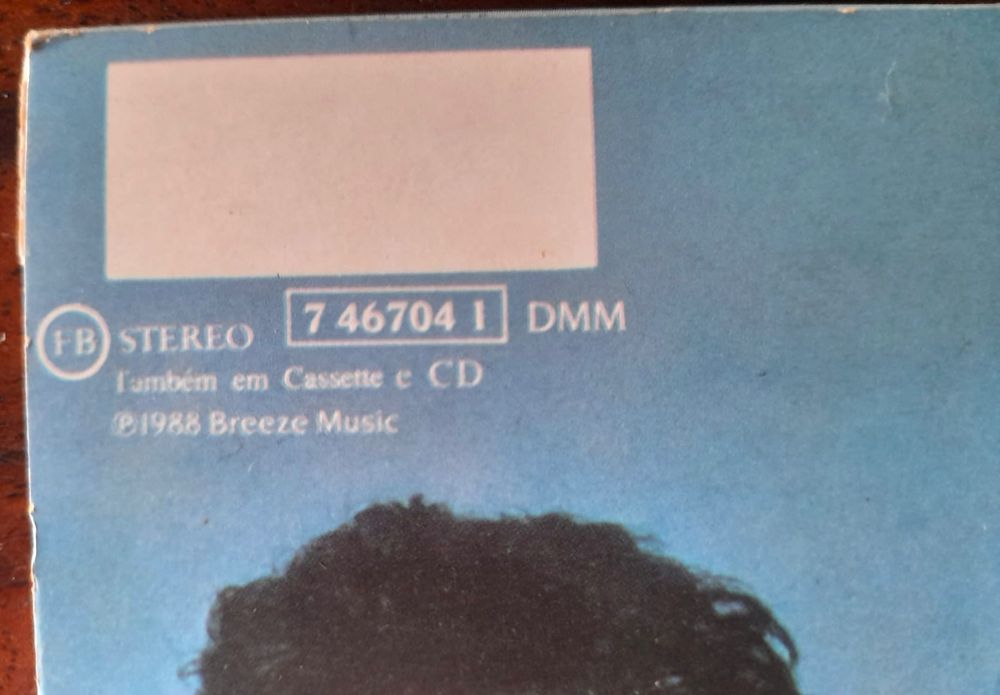 FB STEREO 7 46704 1 DMM
Também em Cassette e CD
℗1988 Breeze Music